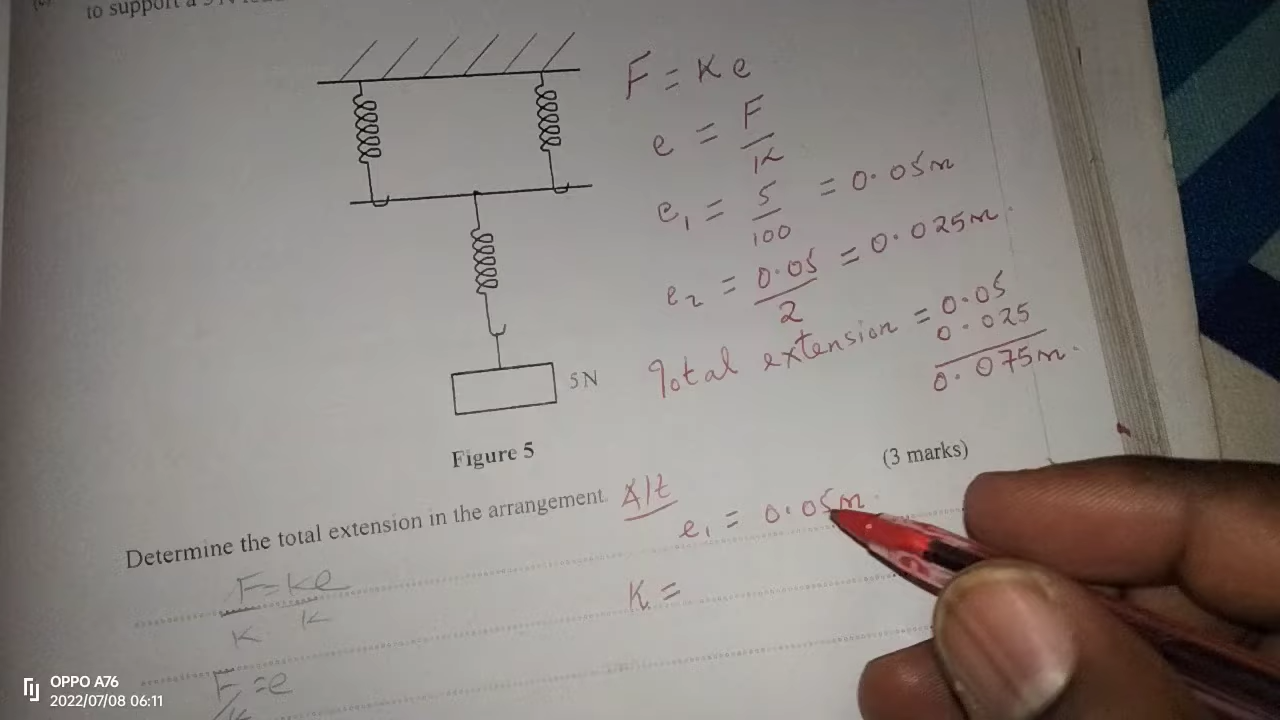 to support a 5 N
F = Ke
e = F/K
e₁ = 5/100 = 0.05m
e₂ = 0.05/2 = 0.025m.
Total extension = 0.05
0.025
0.075m.
5 N
Figure 5
(3 marks)
Determine the total extension in the arrangement.
Alt
e₁ = 0.05m.
K =
F=ke
K K
F/K =e
OPPO A76
2022/07/08 06:11